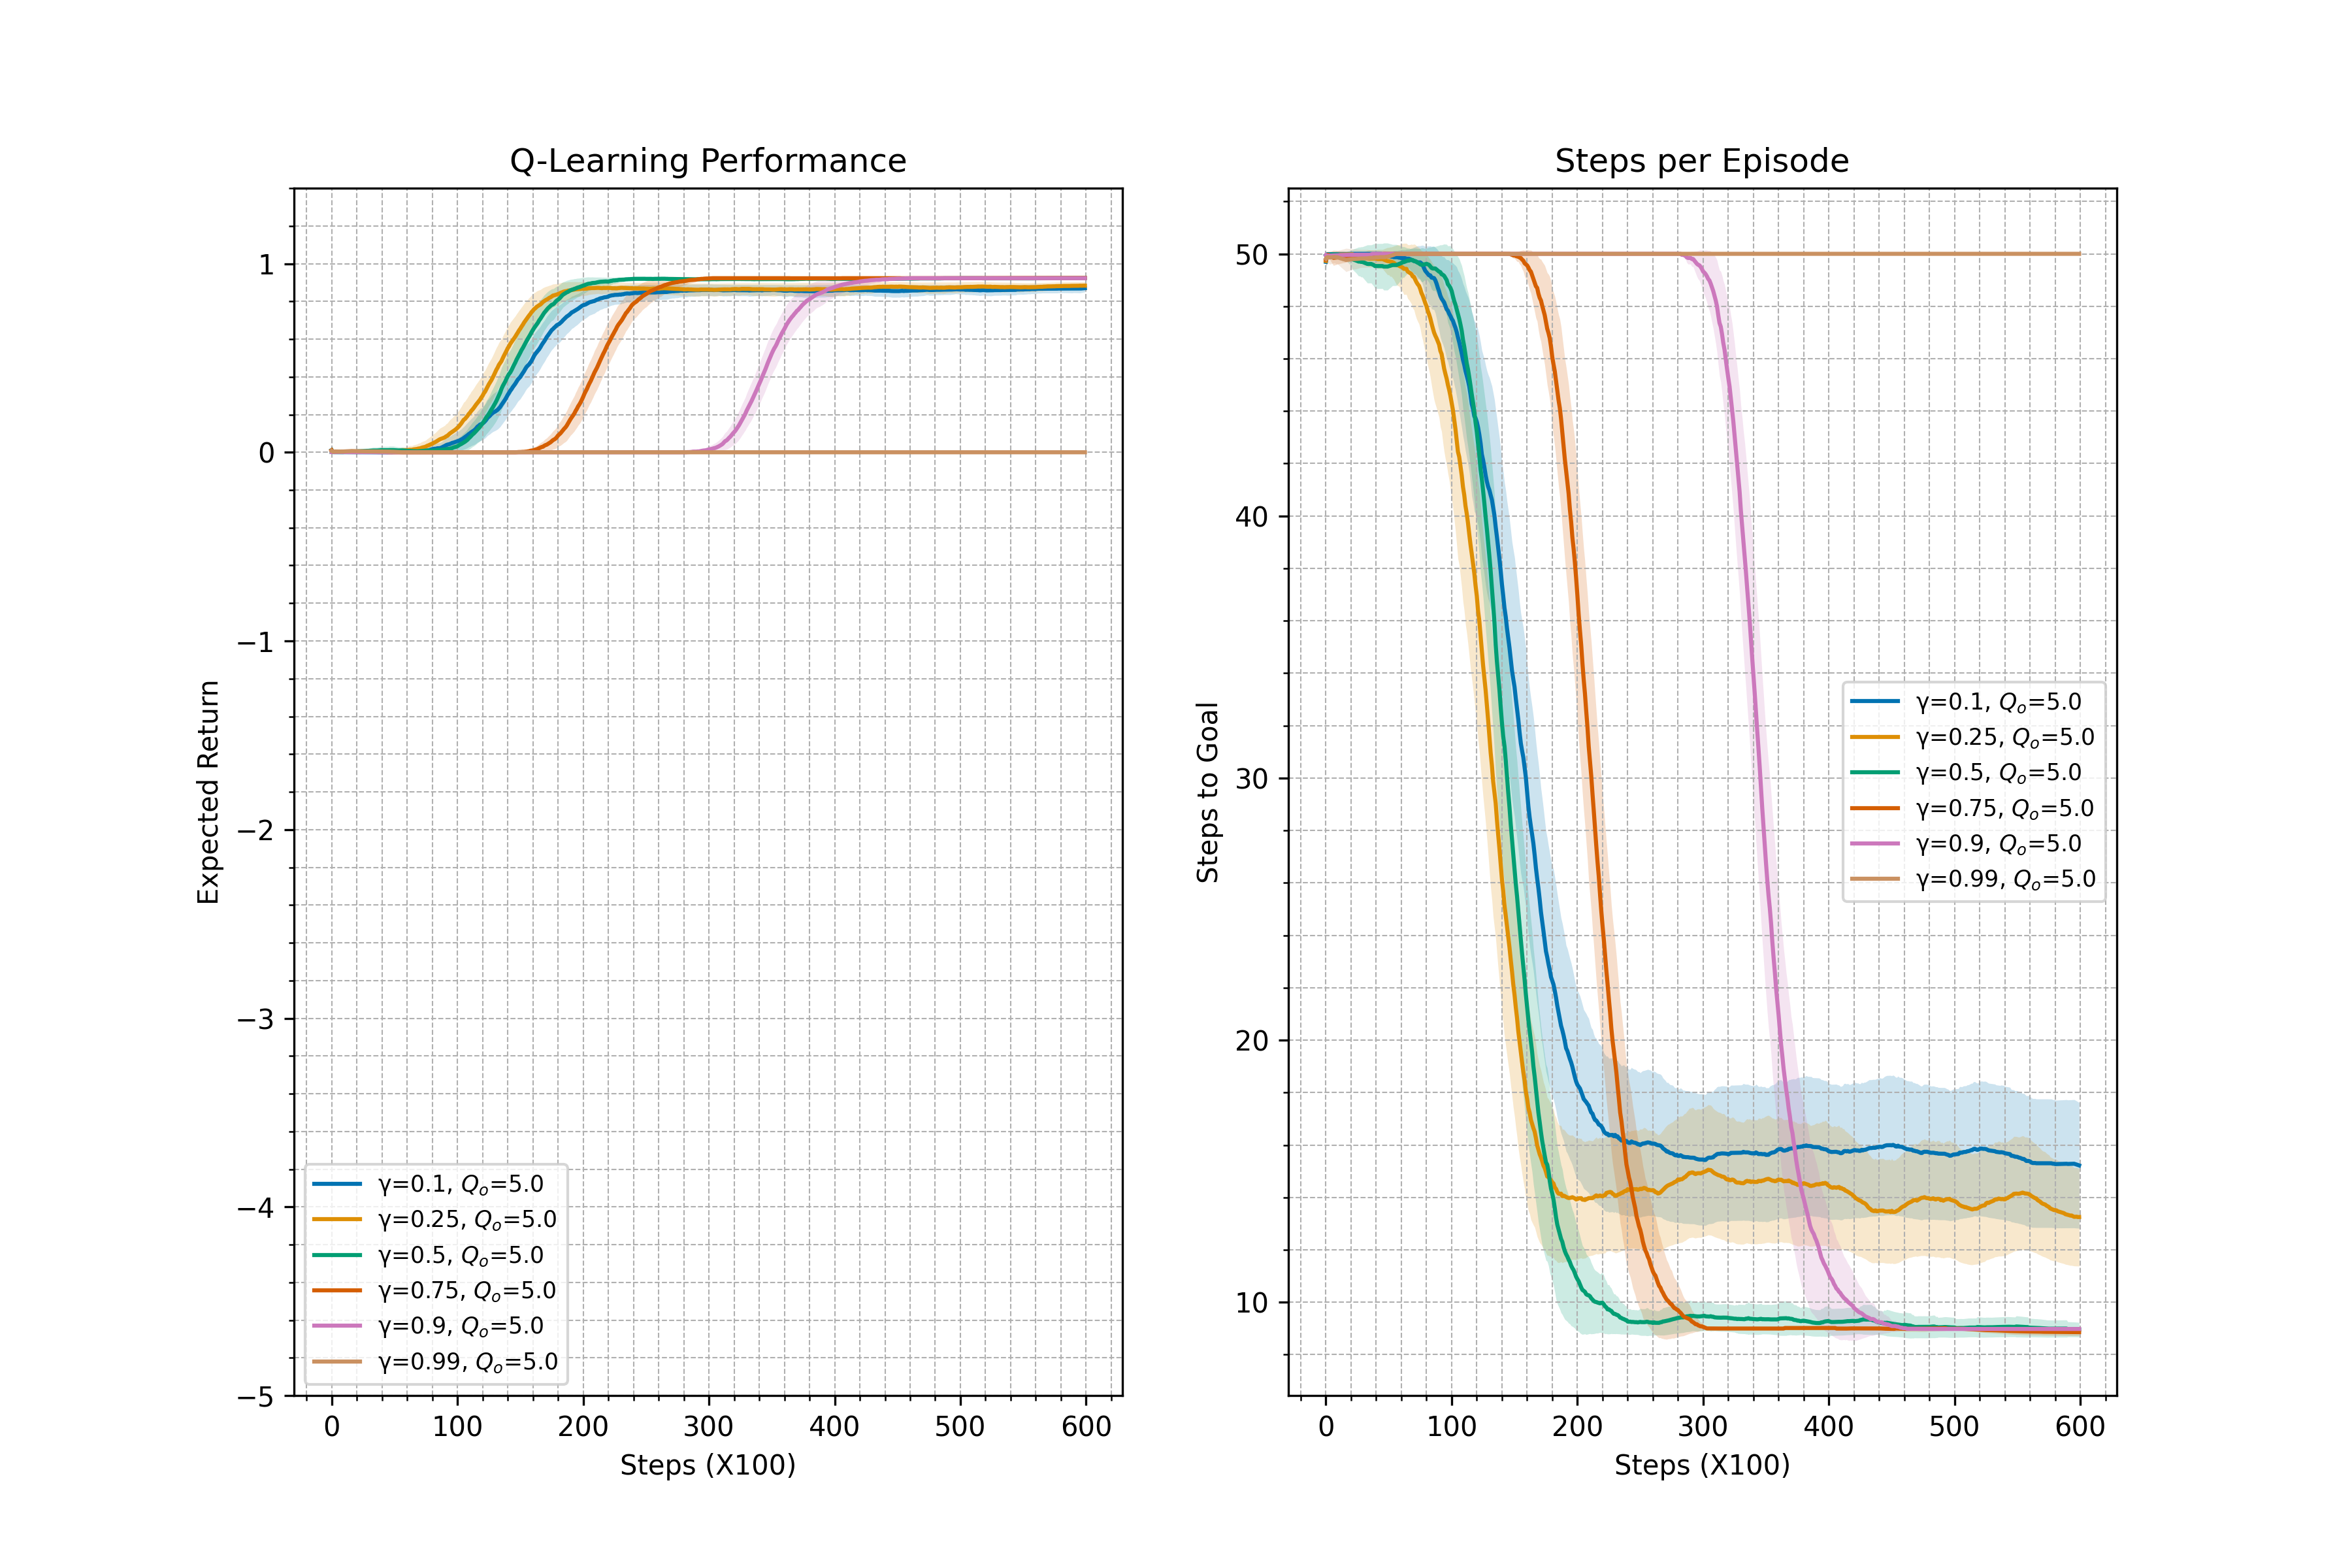 Q-Learning Performance
Expected Return
1
0
−1
−2
−3
−4
−5
γ=0.1, Qₒ=5.0
γ=0.25, Qₒ=5.0
γ=0.5, Qₒ=5.0
γ=0.75, Qₒ=5.0
γ=0.9, Qₒ=5.0
γ=0.99, Qₒ=5.0
0 100 200 300 400 500 600
Steps (X100)
Steps per Episode
Steps to Goal
50
40
30
20
10
γ=0.1, Qₒ=5.0
γ=0.25, Qₒ=5.0
γ=0.5, Qₒ=5.0
γ=0.75, Qₒ=5.0
γ=0.9, Qₒ=5.0
γ=0.99, Qₒ=5.0
0 100 200 300 400 500 600
Steps (X100)